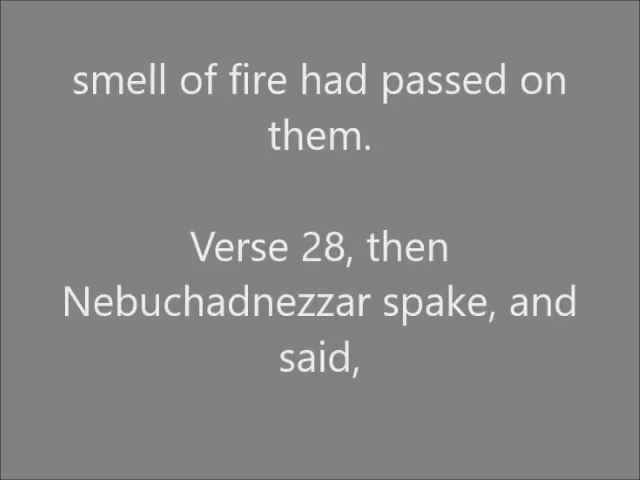 smell of fire had passed on
them.
Verse 28, then
Nebuchadnezzar spake, and
said,